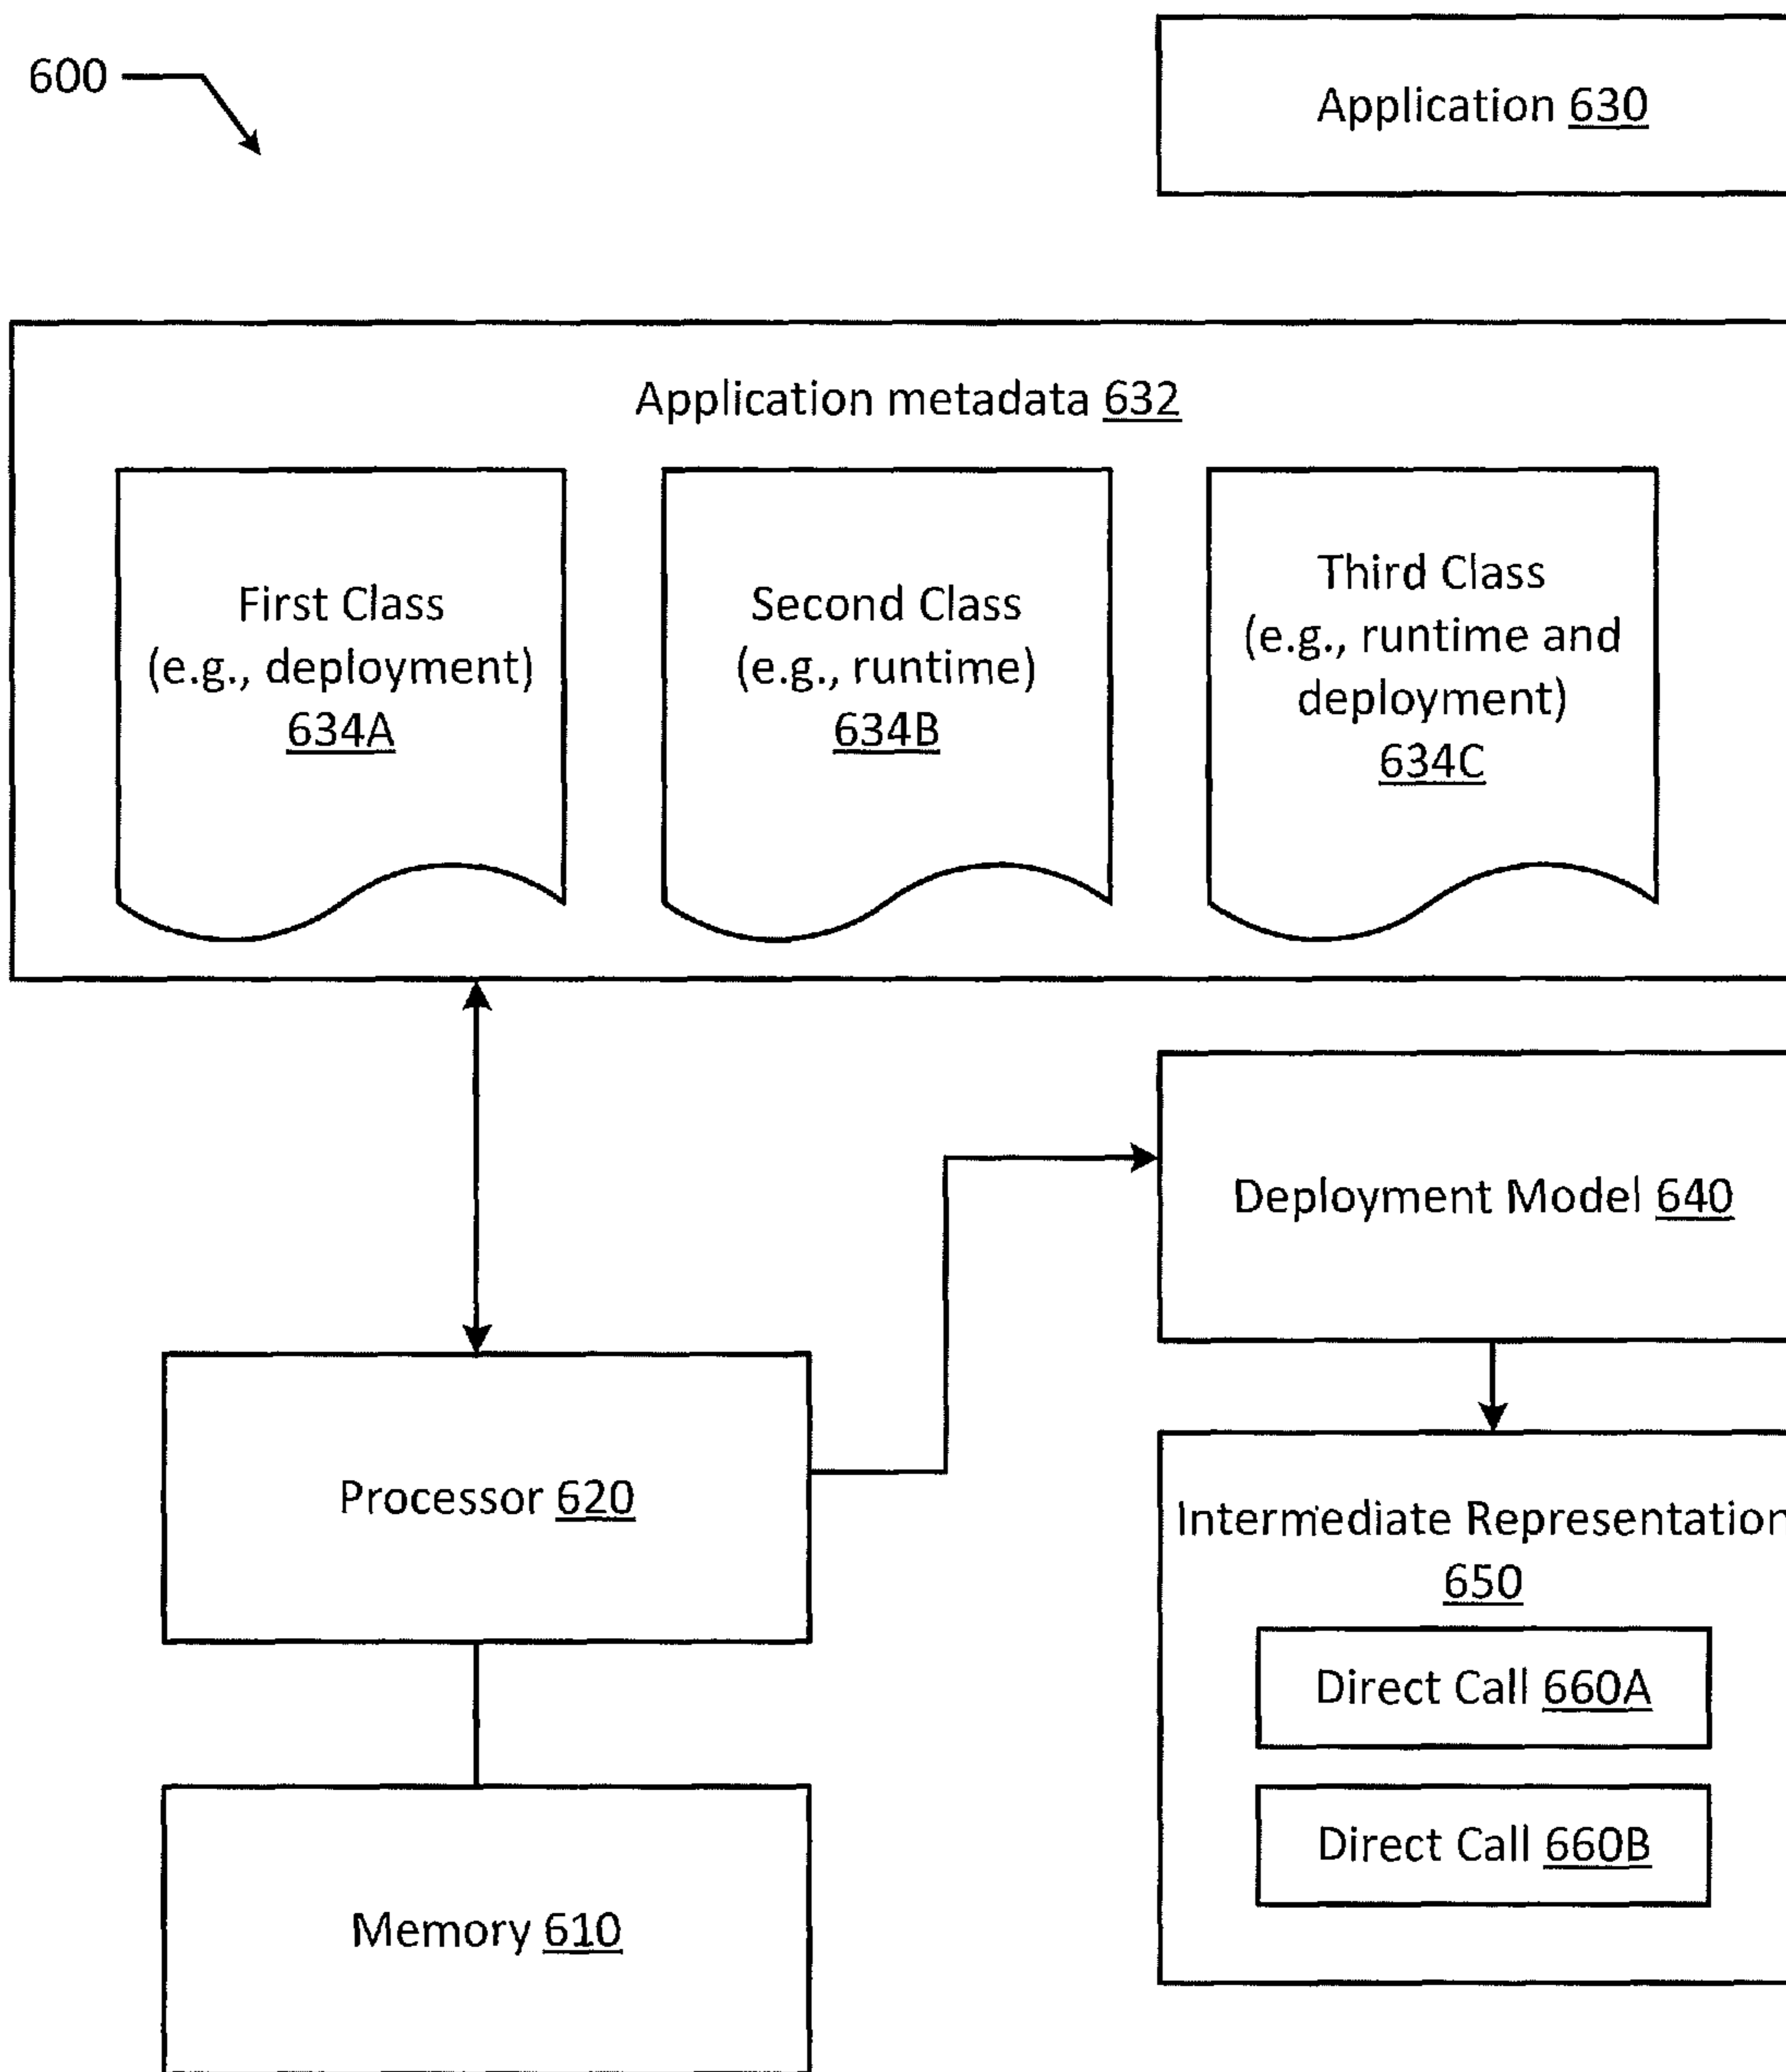 600
Application 630
Application metadata 632
First Class
(e.g., deployment)
634A
Second Class
(e.g., runtime)
634B
Third Class
(e.g., runtime and
deployment)
634C
Deployment Model 640
Processor 620
Intermediate Representation
650
Direct Call 660A
Direct Call 660B
Memory 610